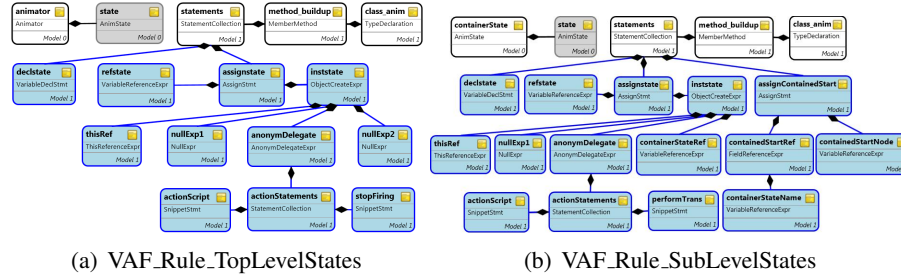 animator
Animator
Model 0
state
AnimState
Model 0
statements
StatementCollection
Model 1
method_buildup
MemberMethod
Model 1
class_anim
TypeDeclaration
Model 1
declstate
VariableDeclStmt
Model 1
refstate
VariableReferenceExpr
Model 1
assignstate
AssignStmt
Model 1
inststate
ObjectCreateExpr
Model 1
thisRef
ThisReferenceExpr
Model 1
nullExp1
NullExpr
Model 1
anonymDelegate
AnonymDelegateExpr
Model 1
nullExp2
NullExpr
Model 1
actionScript
SnippetStmt
Model 1
actionStatements
StatementCollection
Model 1
stopFiring
SnippetStmt
Model 1
(a) VAF_Rule_TopLevelStates
containerState
AnimState
Model 0
state
AnimState
Model 0
statements
StatementCollection
Model 1
method_buildup
MemberMethod
Model 1
class_anim
TypeDeclaration
Model 1
declstate
VariableDeclStmt
Model 1
refstate
VariableReferenceExpr
Model 1
assignstate
AssignStmt
Model 1
inststate
ObjectCreateExpr
Model 1
assignContainedStart
AssignStmt
Model 1
thisRef
ThisReferenceExpr
Model 1
nullExp1
NullExpr
Model 1
anonymDelegate
AnonymDelegateExpr
Model 1
containerStateRef
VariableReferenceExpr
Model 1
containedStartRef
FieldReferenceExpr
Model 1
containedStartNode
VariableReferenceExpr
Model 1
actionScript
SnippetStmt
Model 1
actionStatements
StatementCollection
Model 1
performTrans
SnippetStmt
Model 1
containerStateName
VariableReferenceExpr
Model 1
(b) VAF_Rule_SubLevelStates